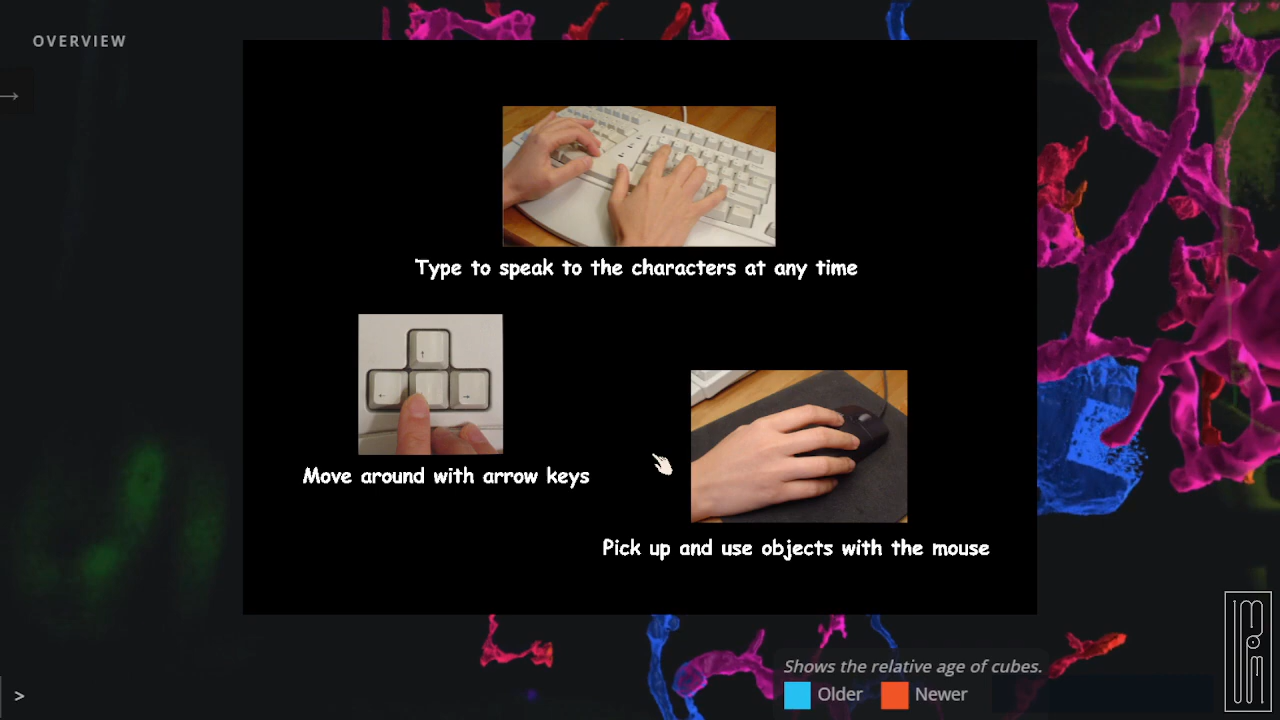 OVERVIEW
→
Type to speak to the characters at any time
Move around with arrow keys
Pick up and use objects with the mouse
Shows the relative age of cubes.
Older
Newer
>